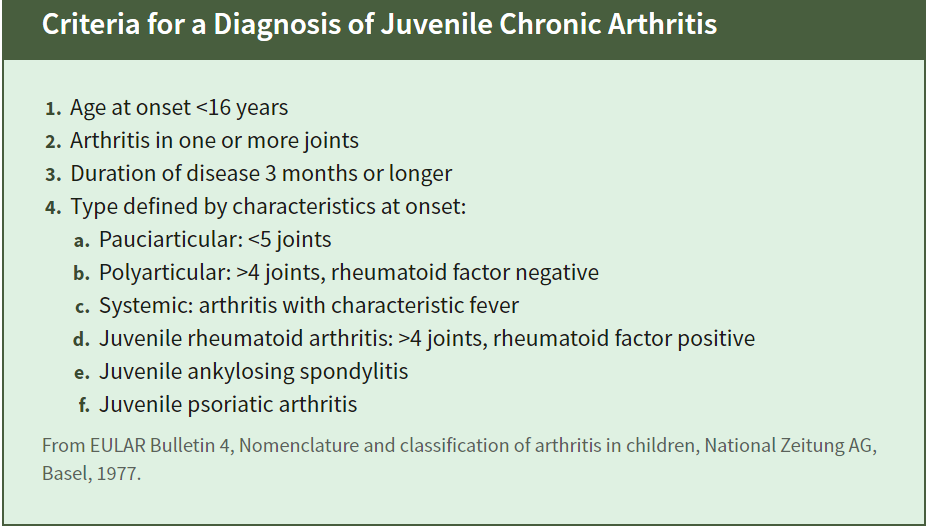 Criteria for a Diagnosis of Juvenile Chronic Arthritis
1. Age at onset <16 years
2. Arthritis in one or more joints
3. Duration of disease 3 months or longer
4. Type defined by characteristics at onset:
a. Pauciarticular: <5 joints
b. Polyarticular: >4 joints, rheumatoid factor negative
c. Systemic: arthritis with characteristic fever
d. Juvenile rheumatoid arthritis: >4 joints, rheumatoid factor positive
e. Juvenile ankylosing spondylitis
f. Juvenile psoriatic arthritis
From EULAR Bulletin 4, Nomenclature and classification of arthritis in children, National Zeitung AG,
Basel, 1977.